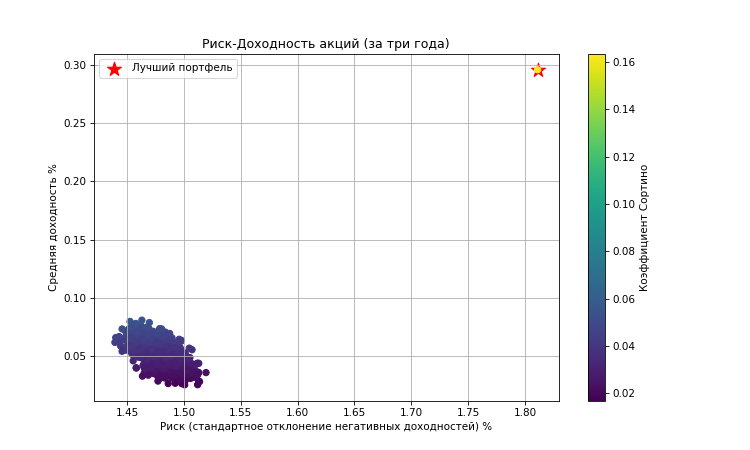 Риск-Доходность акций (за три года)
Лучший портфель
0.30
0.25
0.20
0.15
0.10
0.05
Средняя доходность %
1.45 1.50 1.55 1.60 1.65 1.70 1.75 1.80
Риск (стандартное отклонение негативных доходностей) %
0.16
0.14
0.12
0.10
0.08
0.06
0.04
0.02
Коэффициент Сортино